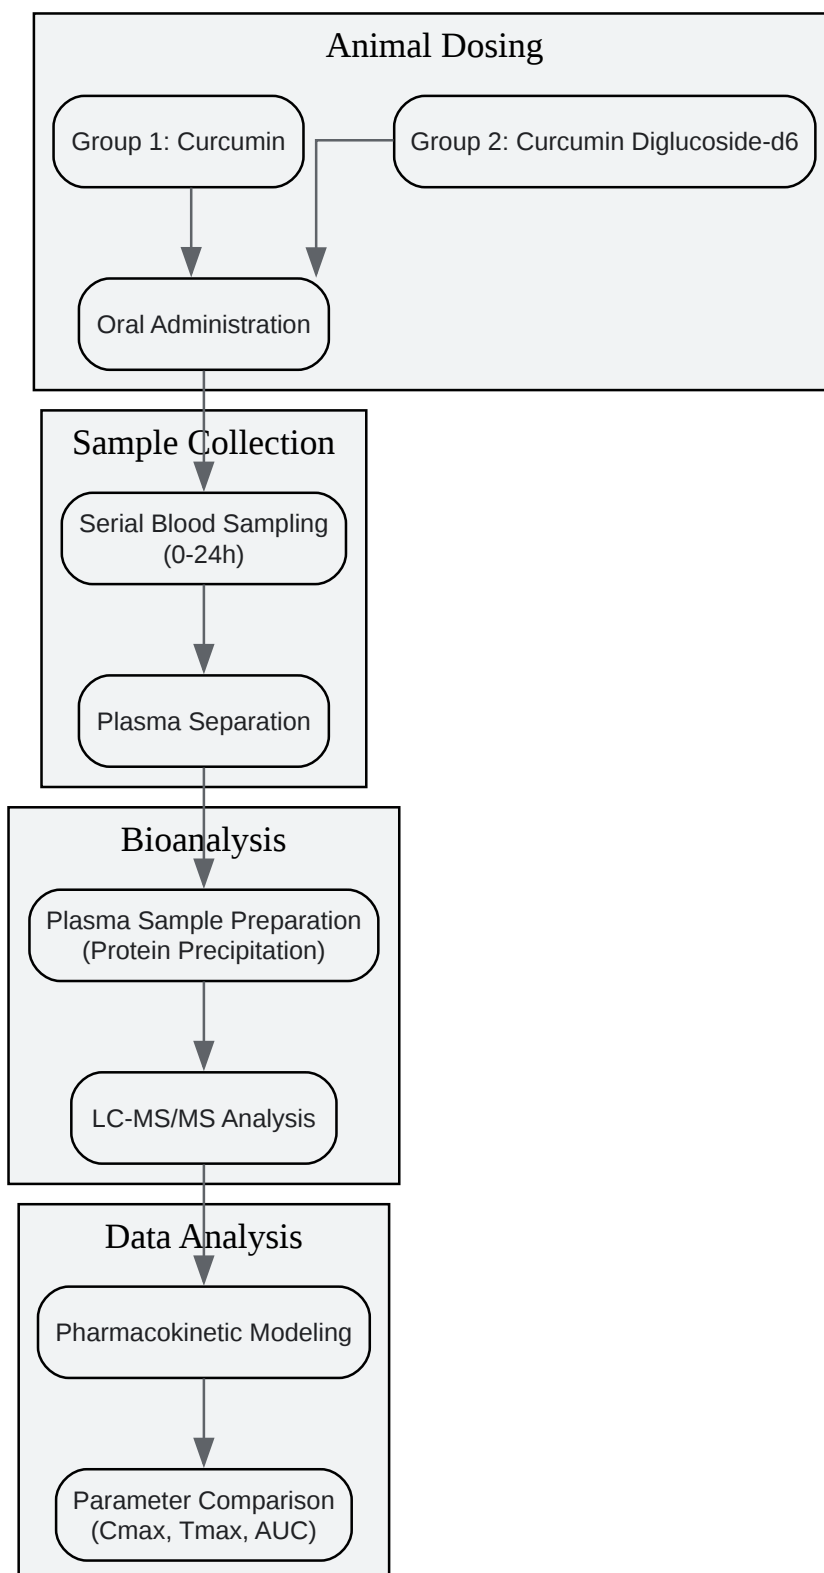 Animal Dosing
Group 1: Curcumin
Group 2: Curcumin Diglucoside-d6
Oral Administration
Sample Collection
Serial Blood Sampling
(0-24h)
Plasma Separation
Bioanalysis
Plasma Sample Preparation
(Protein Precipitation)
LC-MS/MS Analysis
Data Analysis
Pharmacokinetic Modeling
Parameter Comparison
(Cmax, Tmax, AUC)